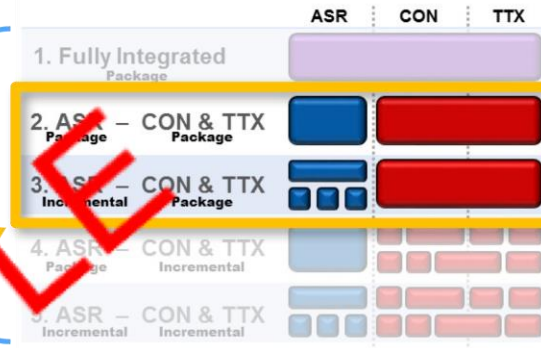 ASR CON TTX
1. Fully Integrated
Package
2. ASR – CON & TTX
Package Package
3. ASR – CON & TTX
Incremental Package
4. ASR – CON & TTX
Package Incremental
5. ASR – CON & TTX
Incremental Incremental
LE